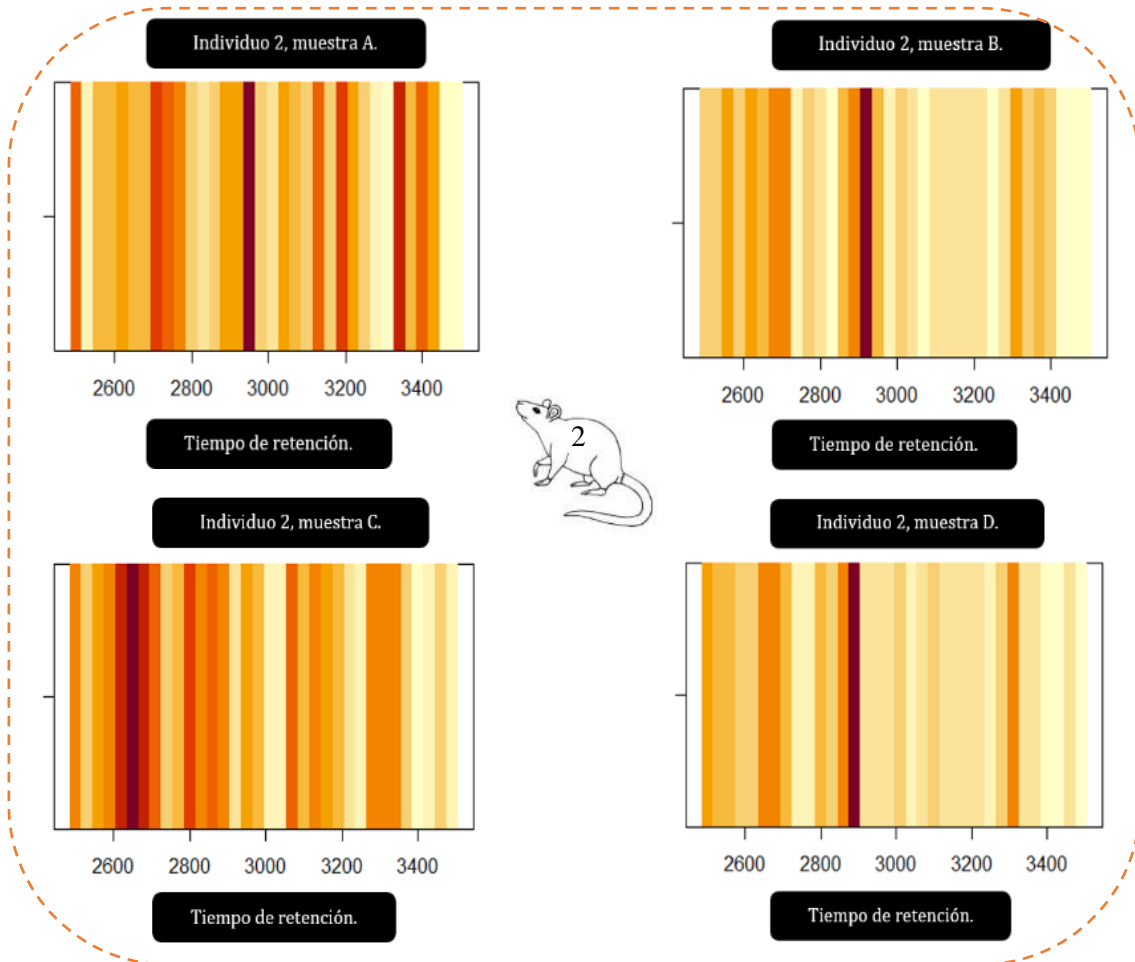 Individuo 2, muestra A.
Individuo 2, muestra B.
2600 2800 3000 3200 3400
2600 2800 3000 3200 3400
Tiempo de retención.
Tiempo de retención.
2
Individuo 2, muestra C.
Individuo 2, muestra D.
2600 2800 3000 3200 3400
2600 2800 3000 3200 3400
Tiempo de retención.
Tiempo de retención.